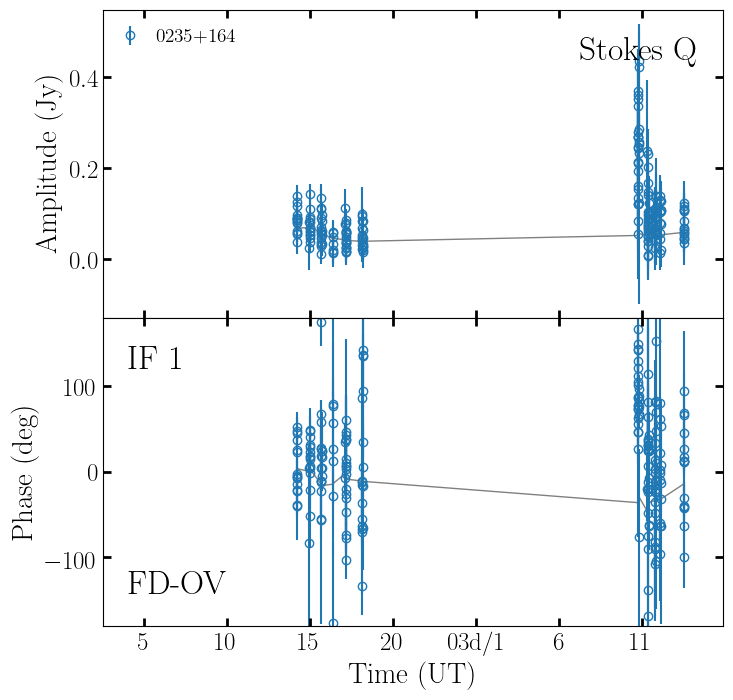 0235+164
Stokes Q
Amplitude (Jy)
0.4
0.2
0.0
IF 1
Phase (deg)
100
0
−100
FD-OV
5 10 15 20 03d/1 6 11
Time (UT)